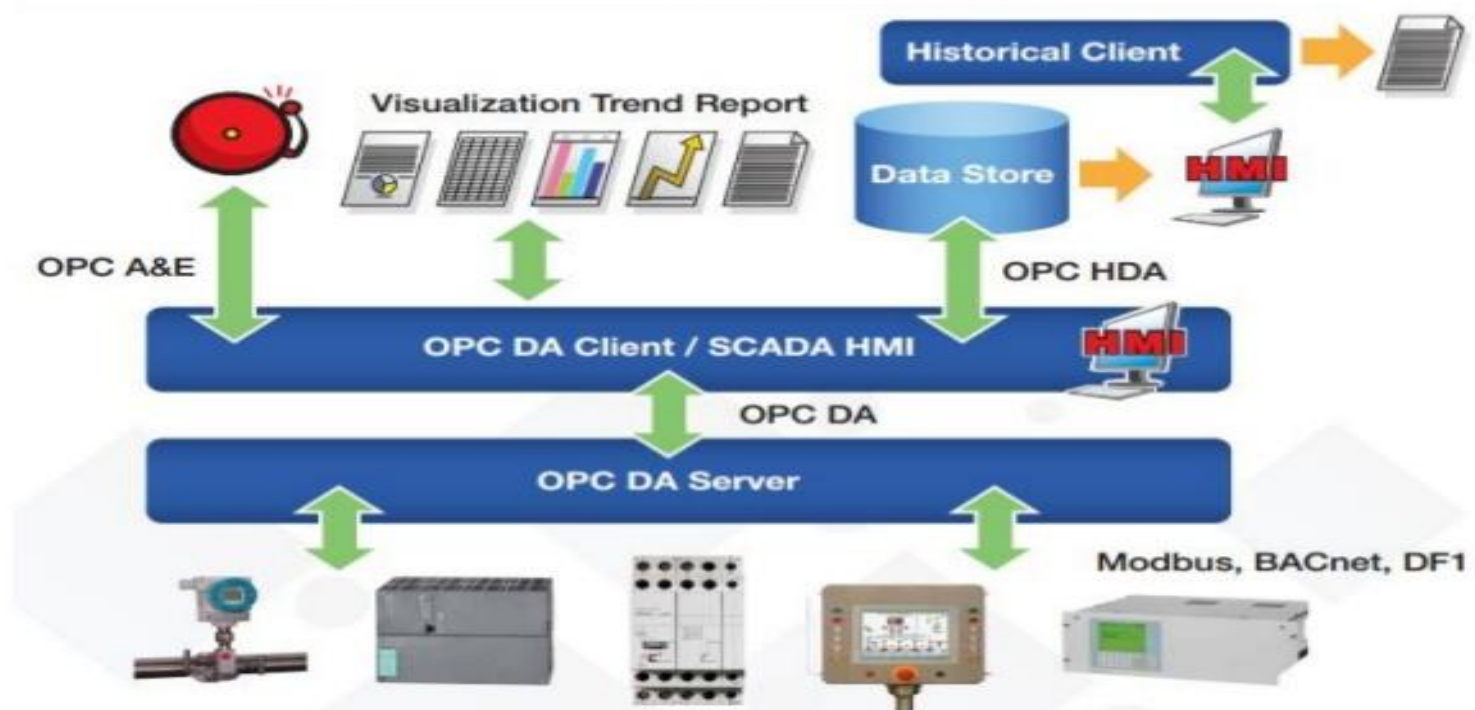 Historical Client
Visualization Trend Report
Data Store
HMI
OPC A&E
OPC HDA
OPC DA Client / SCADA HMI
HMI
OPC DA
OPC DA Server
Modbus, BACnet, DF1